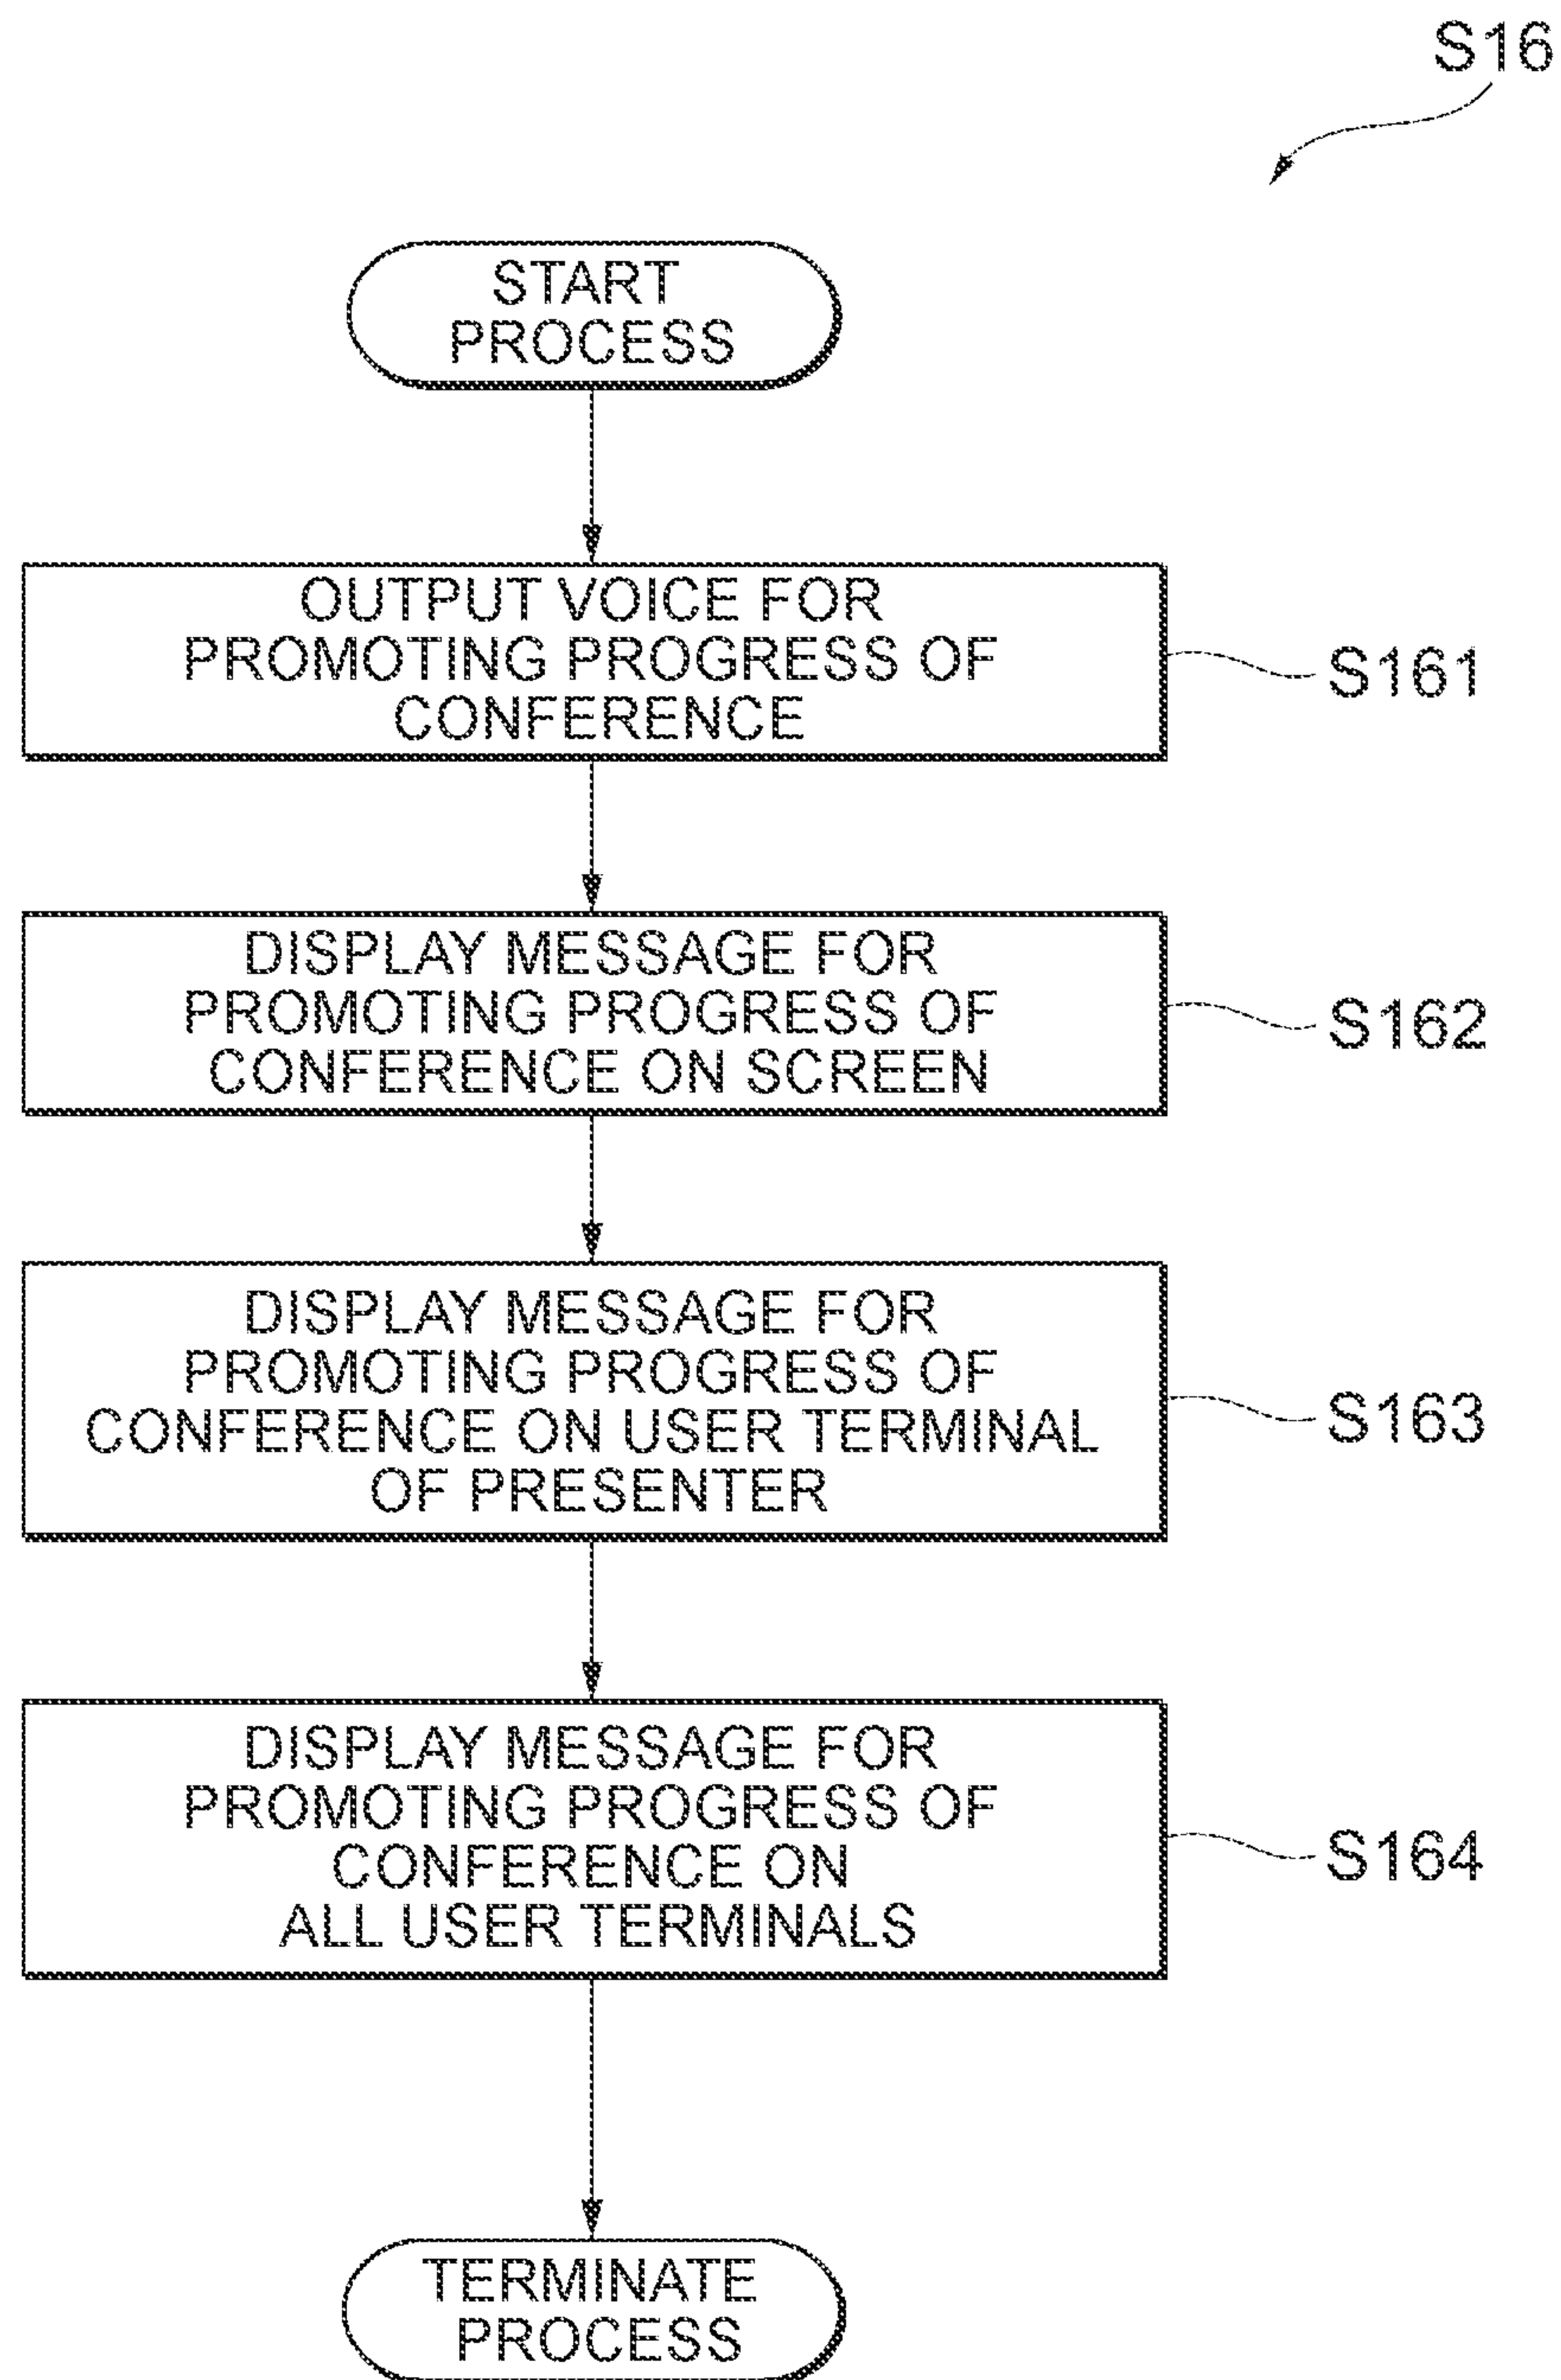 S16
START
PROCESS
OUTPUT VOICE FOR
PROMOTING PROGRESS OF
CONFERENCE
S161
DISPLAY MESSAGE FOR
PROMOTING PROGRESS OF
CONFERENCE ON SCREEN
S162
DISPLAY MESSAGE FOR
PROMOTING PROGRESS OF
CONFERENCE ON USER TERMINAL
OF PRESENTER
S163
DISPLAY MESSAGE FOR
PROMOTING PROGRESS OF
CONFERENCE ON
ALL USER TERMINALS
S164
TERMINATE
PROCESS